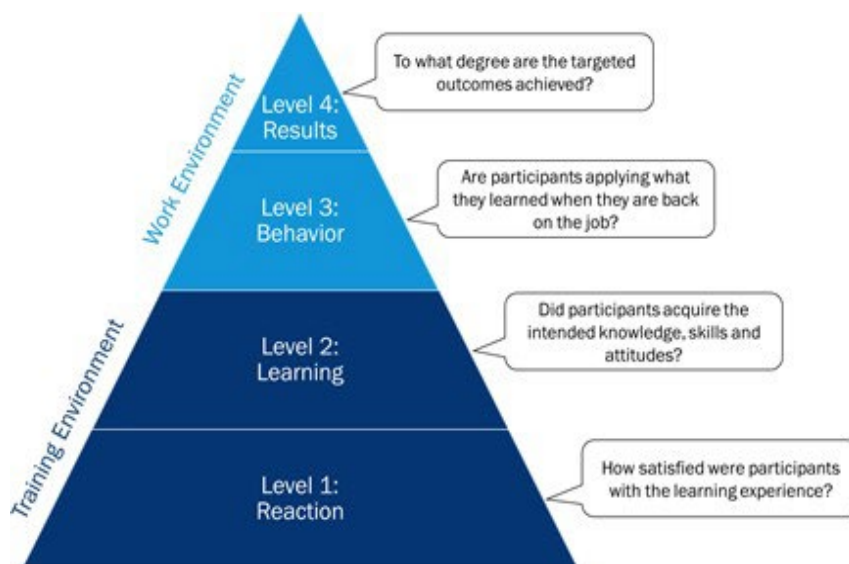 To what degree are the targeted
outcomes achieved?
Level 4:
Results
Work Environment
Are participants applying what
they learned when they are back
on the job?
Level 3:
Behavior
Did participants acquire the
intended knowledge, skills and
attitudes?
Level 2:
Learning
Training Environment
How satisfied were participants
with the learning experience?
Level 1:
Reaction